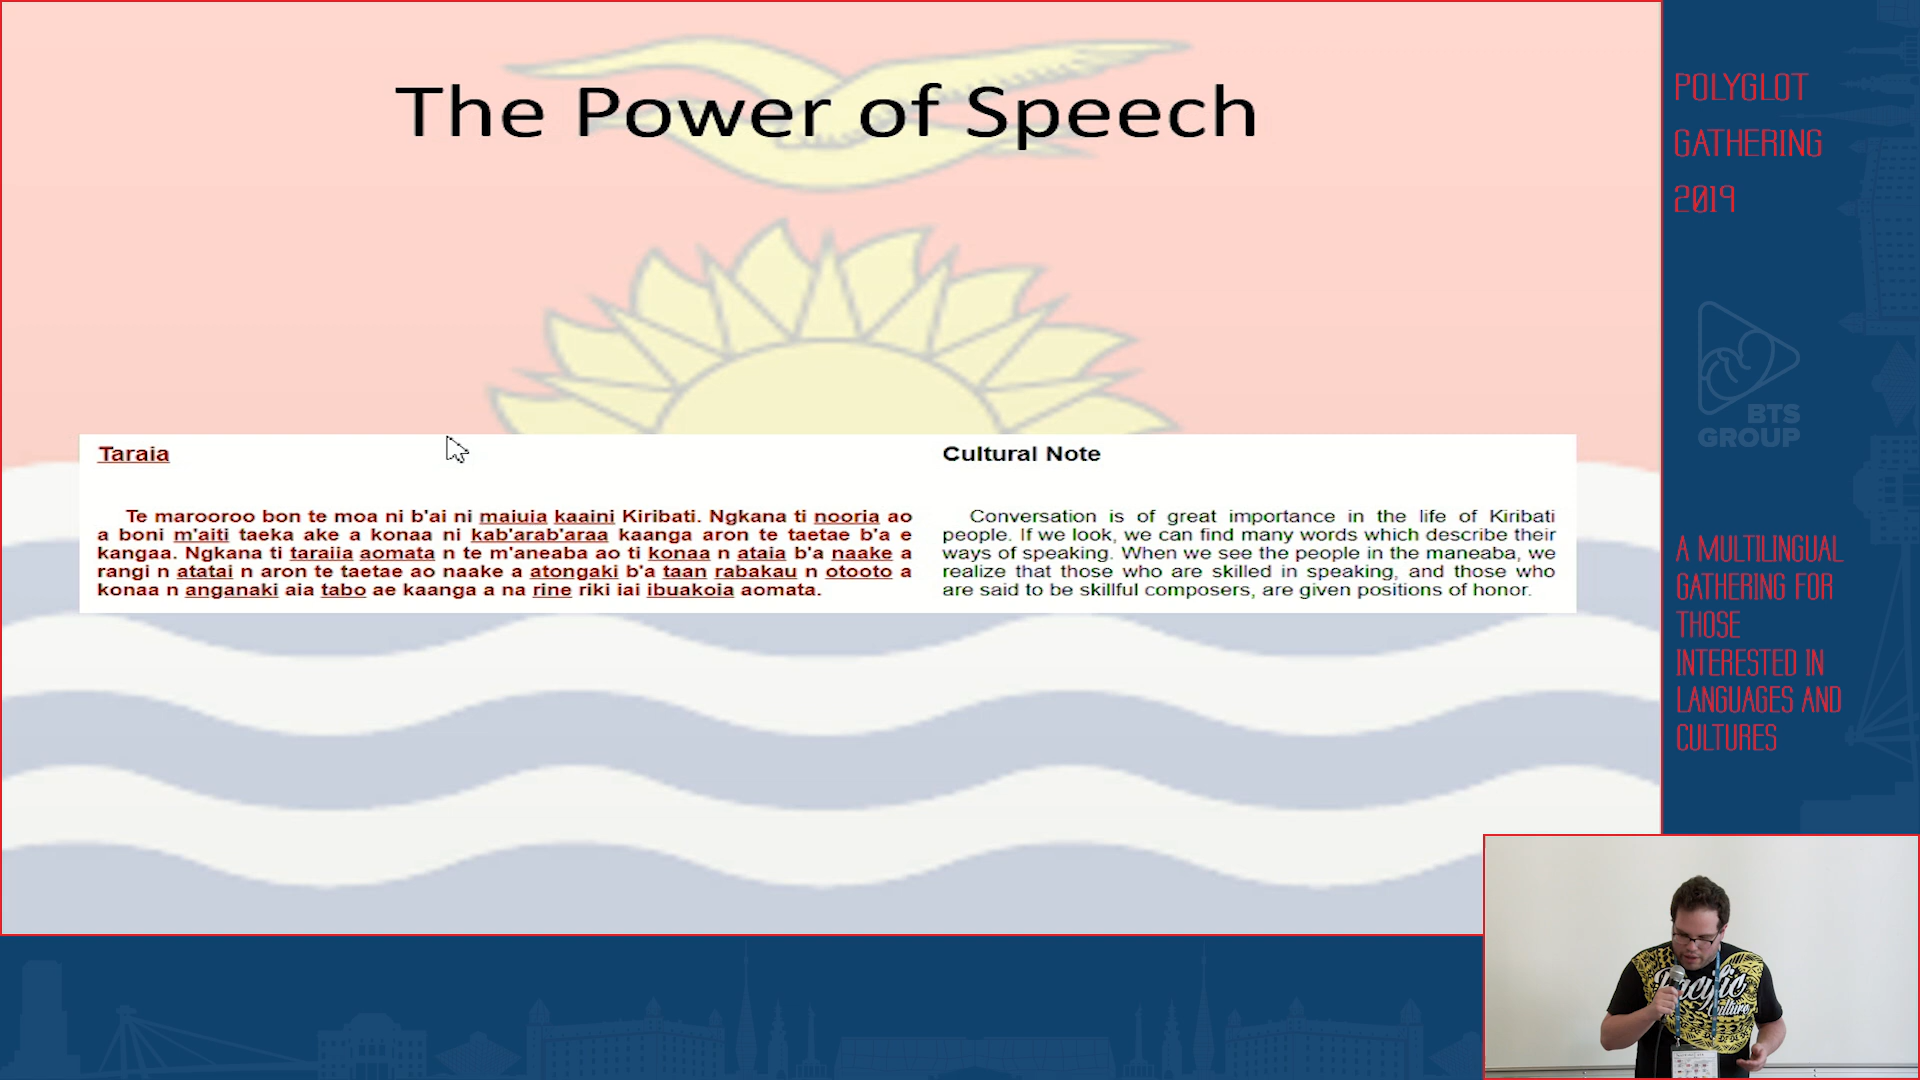 The Power of Speech
Taraia
Te marooroo bon te moa ni b'ai ni maiuia kaaini Kiribati. Ngkana ti nooria ao
a boni m'aiti taeka ake a konaa ni kab'arab'araa kaanga aron te taetae b'a e
kangaa. Ngkana ti taraiia aomata n te m'aneaba ao ti konaa n ataia b'a naake a
rangi n atatai n aron te taetae ao naake a atongaki b'a taan rabakau n otooto a
konaa n anganaki aia tabo ae kaanga a na rine riki iai ibuakoia aomata.
Cultural Note
Conversation is of great importance in the life of Kiribati
people. If we look, we can find many words which describe their
ways of speaking. When we see the people in the maneaba, we
realize that those who are skilled in speaking, and those who
are said to be skillful composers, are given positions of honor.
POLYGLOT
GATHERING
2019
BTS
GROUP
A MULTILINGUAL
GATHERING FOR
THOSE
INTERESTED IN
LANGUAGES AND
CULTURES
Pacific
Culture